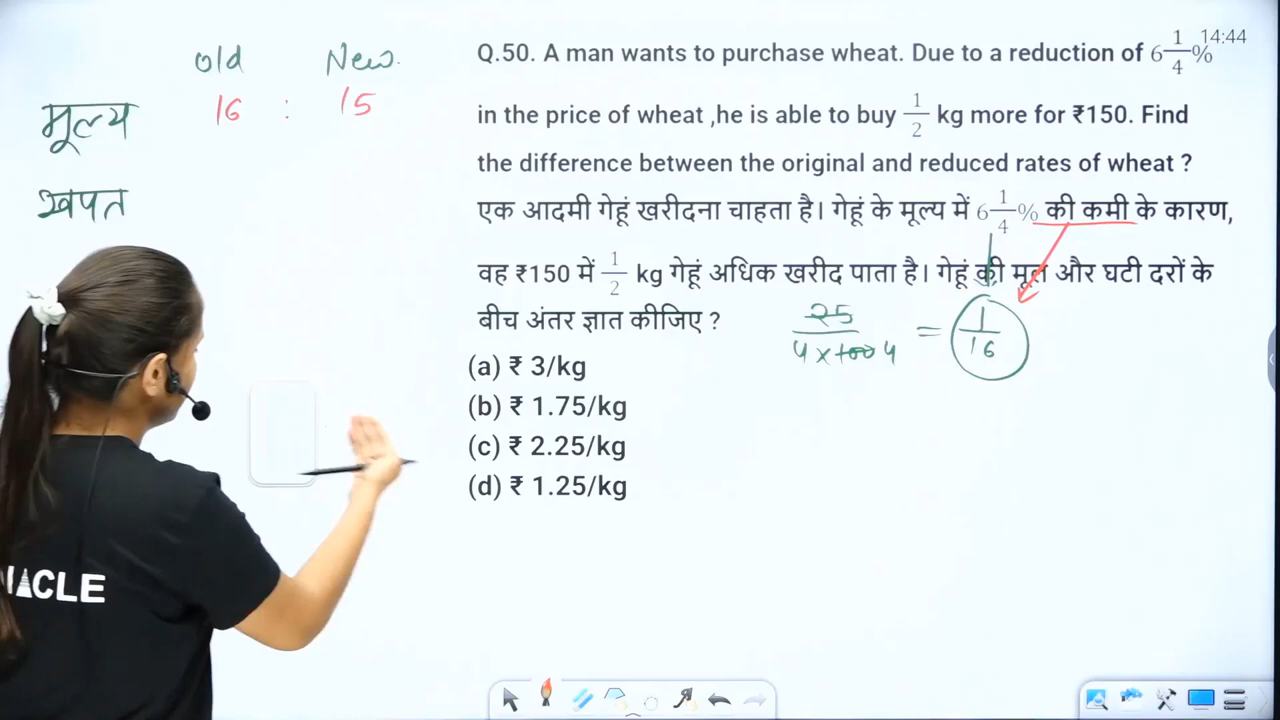 old New.
मूल्य 16 : 15
खपत
Q.50. A man wants to purchase wheat. Due to a reduction of 6 1/4 % 14:44
in the price of wheat ,he is able to buy 1/2 kg more for ₹150. Find
the difference between the original and reduced rates of wheat ?
एक आदमी गेहूं खरीदना चाहता है। गेहूं के मूल्य में 6 1/4 % की कमी के कारण,
वह ₹150 में 1/2 kg गेहूं अधिक खरीद पाता है। गेहूं की मूल और घटी दरों के
बीच अंतर ज्ञात कीजिए ?
25/4×100 4 = 1/16
(a) ₹ 3/kg
(b) ₹ 1.75/kg
(c) ₹ 2.25/kg
(d) ₹ 1.25/kg
NACLE